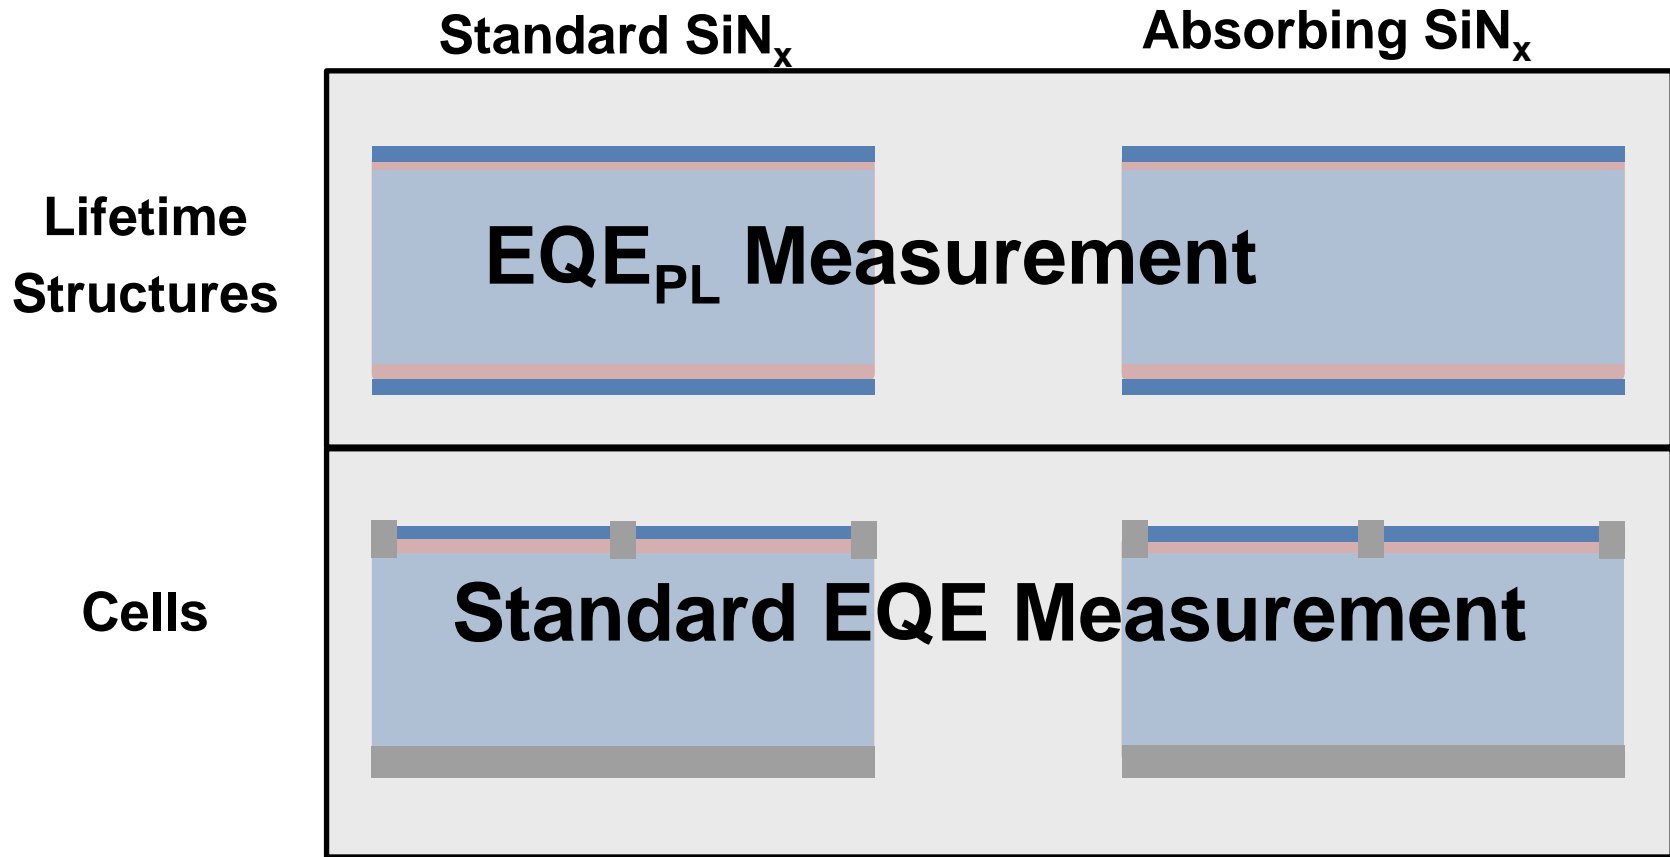 Standard SiNx
Absorbing SiNx
Lifetime
Structures
EQEPL Measurement
Cells
Standard EQE Measurement